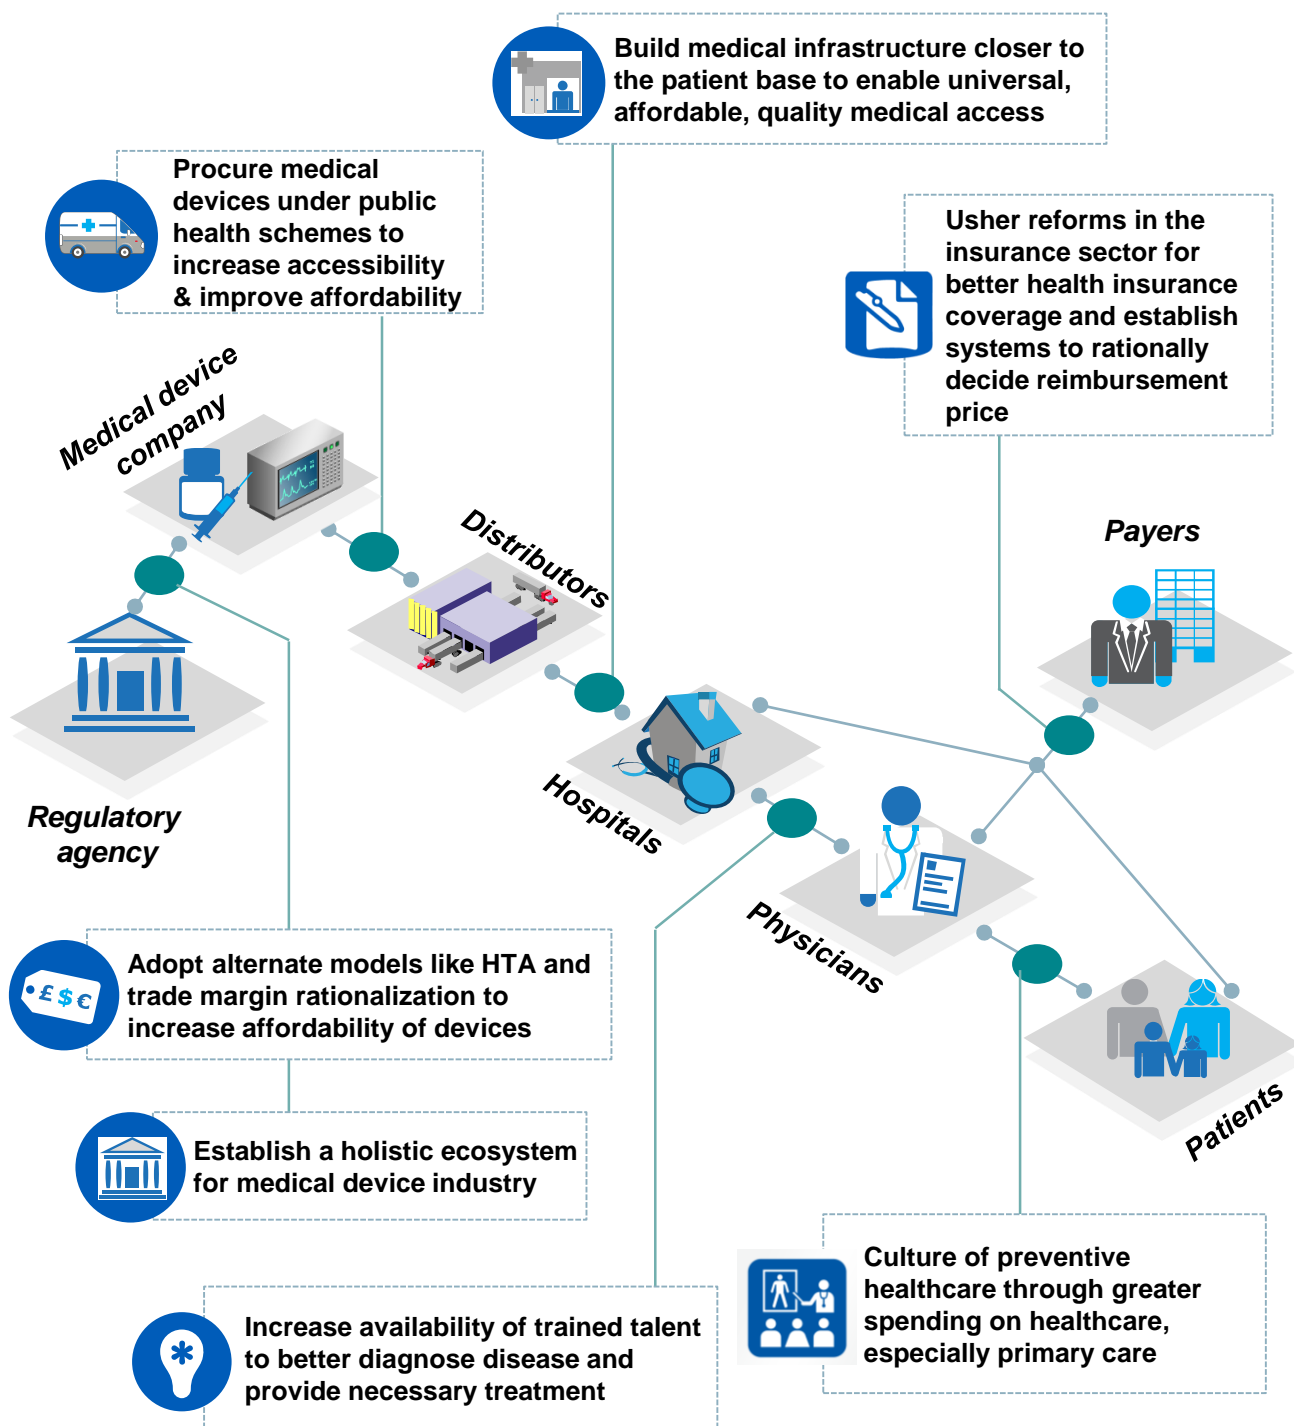 Build medical infrastructure closer to
the patient base to enable universal,
affordable, quality medical access
Procure medical
devices under public
health schemes to
increase accessibility
& improve affordability
Usher reforms in the
insurance sector for
better health insurance
coverage and establish
systems to rationally
decide reimbursement
price
Medical device
company
Distributors
Payers
Hospitals
Regulatory
agency
Physicians
Patients
Adopt alternate models like HTA and
trade margin rationalization to
increase affordability of devices
£ $ €
Establish a holistic ecosystem
for medical device industry
Culture of preventive
healthcare through greater
spending on healthcare,
especially primary care
Increase availability of trained talent
to better diagnose disease and
provide necessary treatment